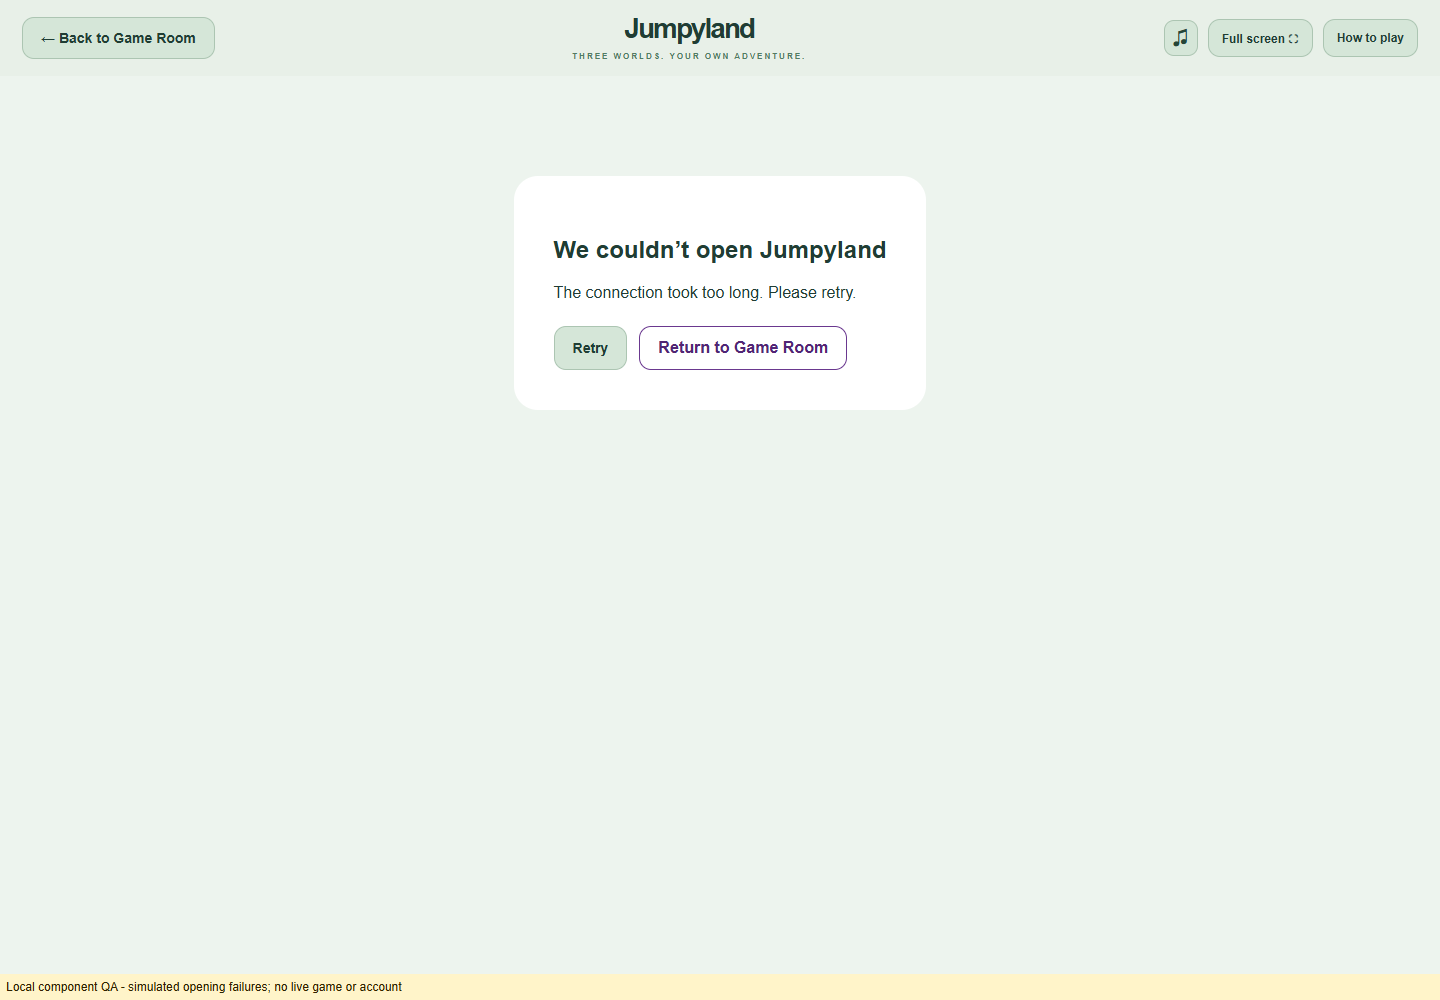 ← Back to Game Room
Jumpyland
THREE WORLDS. YOUR OWN ADVENTURE.
Full screen ⛶
How to play
We couldn’t open Jumpyland
The connection took too long. Please retry.
Retry
Return to Game Room
Local component QA - simulated opening failures; no live game or account